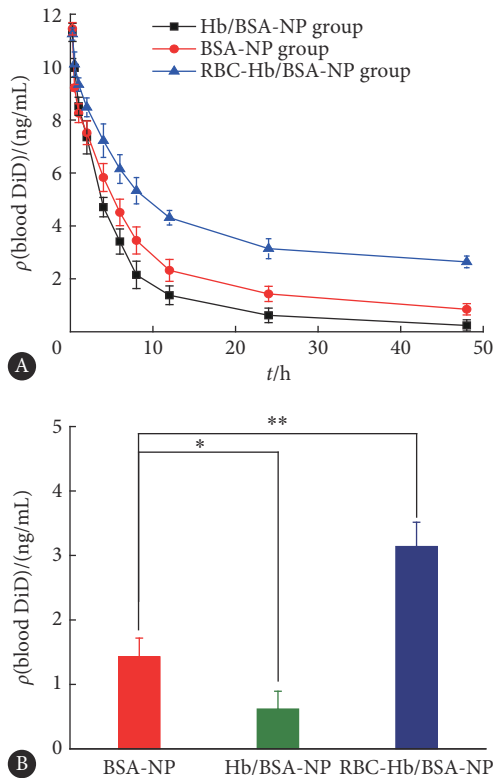 12
10
8
6
4
2
0
10
20
30
40
50
ρ(blood DiD)/(ng/mL)
t/h
Hb/BSA-NP group
BSA-NP group
RBC-Hb/BSA-NP group
A
5
4
3
2
1
0
ρ(blood DiD)/(ng/mL)
**
*
BSA-NP
Hb/BSA-NP
RBC-Hb/BSA-NP
B